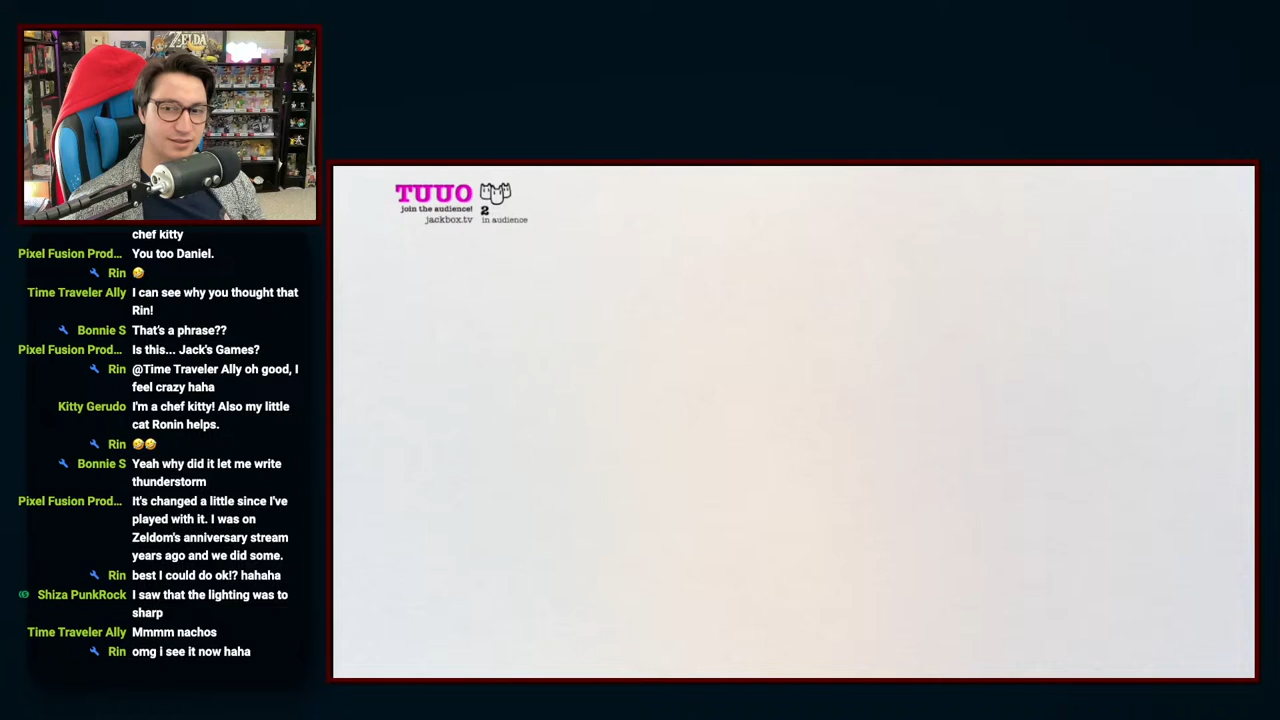 ZELDA
chef kitty
Pixel Fusion Prod... You too Daniel.
Rin 🤣
Time Traveler Ally I can see why you thought that
Rin!
Bonnie S That's a phrase??
Pixel Fusion Prod... Is this... Jack's Games?
Rin @Time Traveler Ally oh good, I
feel crazy haha
Kitty Gerudo I'm a chef kitty! Also my little
cat Ronin helps.
Rin 🤣🤣
Bonnie S Yeah why did it let me write
thunderstorm
Pixel Fusion Prod... It's changed a little since I've
played with it. I was on
Zeldom's anniversary stream
years ago and we did some.
Rin best I could do ok!? hahaha
Shiza PunkRock I saw that the lighting was to
sharp
Time Traveler Ally Mmmm nachos
Rin omg i see it now haha
TUUO
join the audience!
jackbox.tv
2
in audience